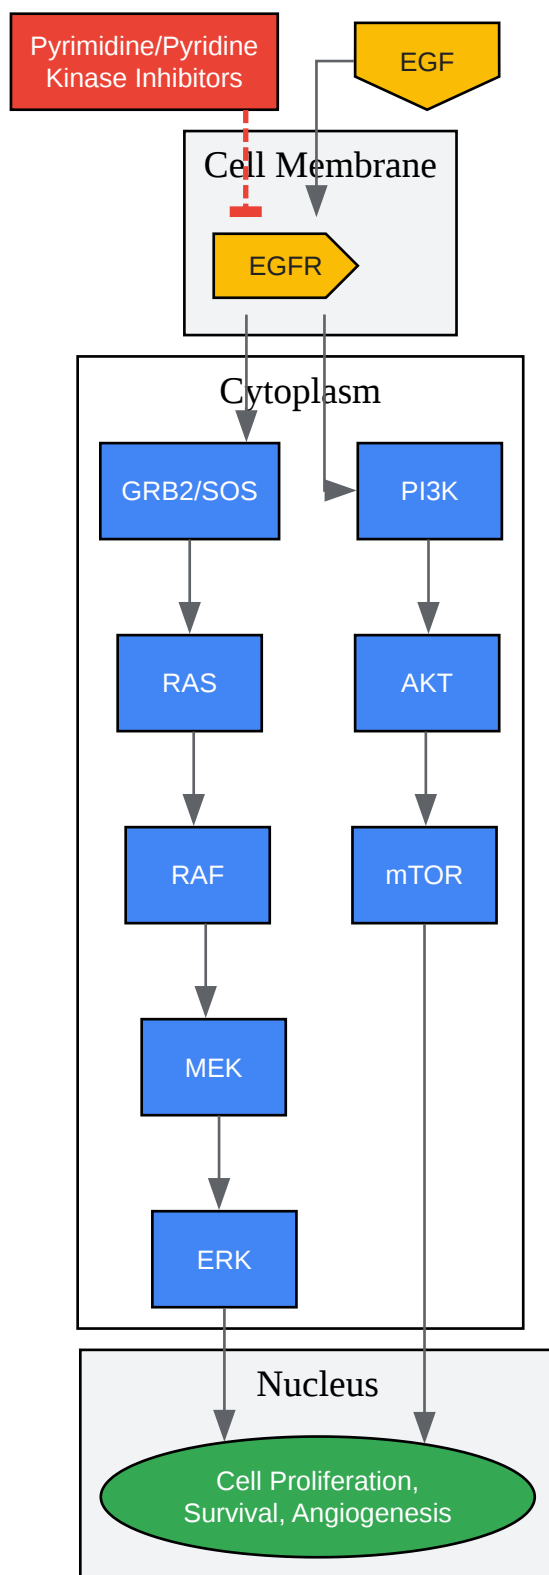 Pyrimidine/Pyridine
Kinase Inhibitors
EGF
Cell Membrane
EGFR
Cytoplasm
GRB2/SOS
PI3K
RAS
AKT
RAF
mTOR
MEK
ERK
Nucleus
Cell Proliferation,
Survival, Angiogenesis